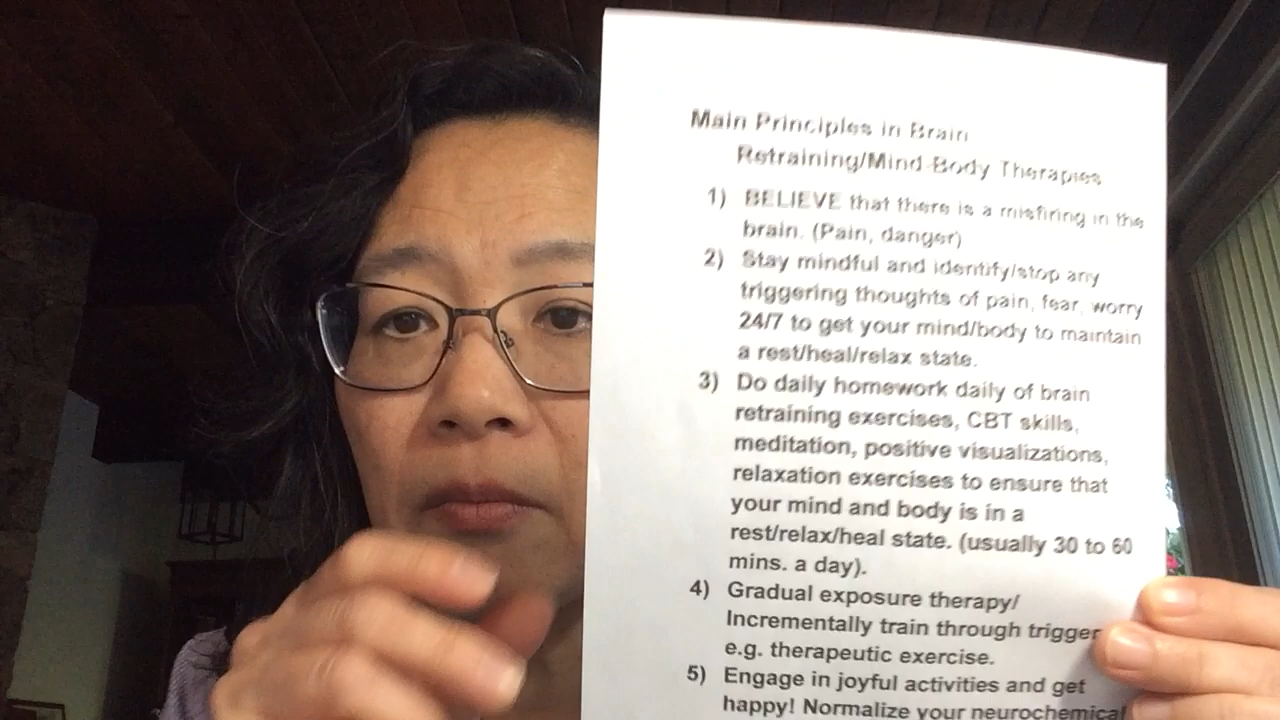 Main Principles in Brain
Retraining/Mind-Body Therapies
1) BELIEVE that there is a misfiring in the
brain. (Pain, danger)
2) Stay mindful and identify/stop any
triggering thoughts of pain, fear, worry
24/7 to get your mind/body to maintain
a rest/heal/relax state.
3) Do daily homework daily of brain
retraining exercises, CBT skills,
meditation, positive visualizations,
relaxation exercises to ensure that
your mind and body is in a
rest/relax/heal state. (usually 30 to 60
mins. a day).
4) Gradual exposure therapy/
Incrementally train through trigger
e.g. therapeutic exercise.
5) Engage in joyful activities and get
happy! Normalize your neurochemical